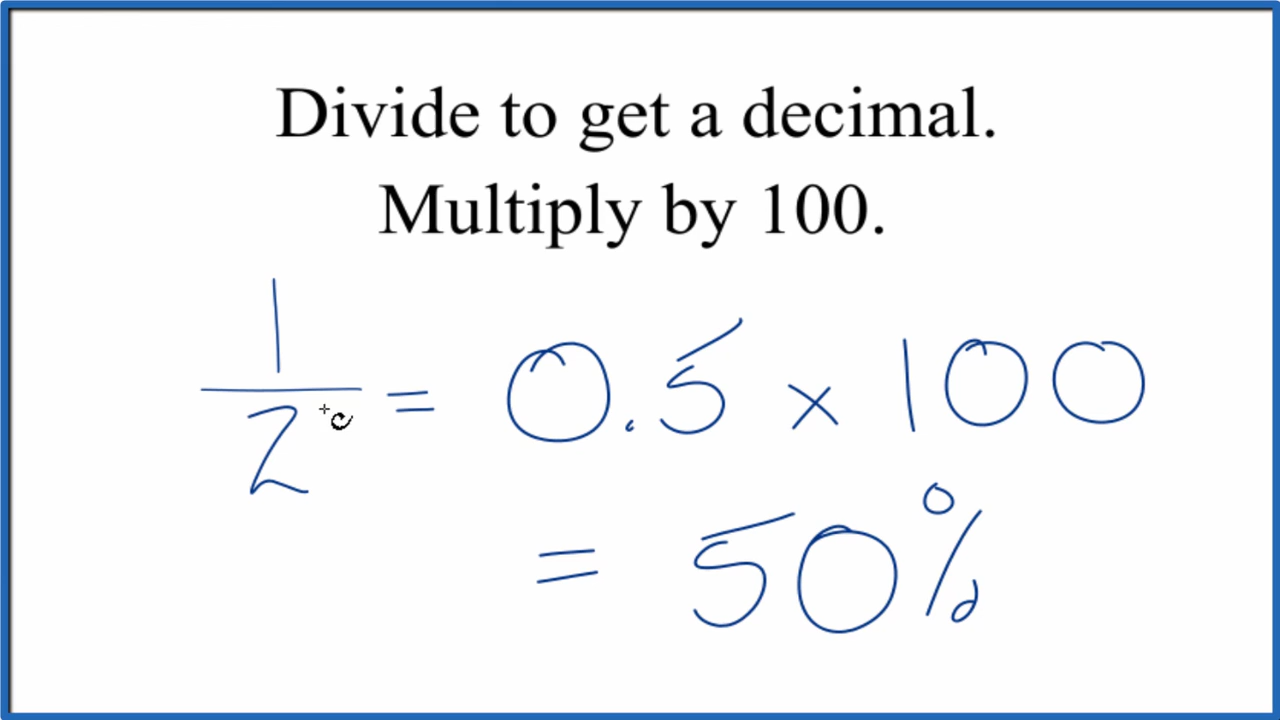 Divide to get a decimal.
Multiply by 100.
1/2 = 0.5 x 100
= 50%